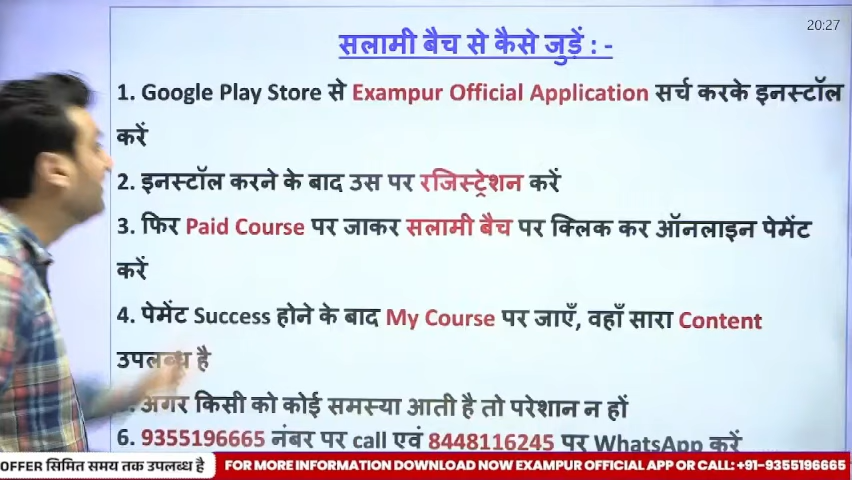 20:27
सलामी बैच से कैसे जुड़ें : -
1. Google Play Store से Exampur Official Application सर्च करके इनस्टॉल
करें
2. इनस्टॉल करने के बाद उस पर रजिस्ट्रेशन करें
3. फिर Paid Course पर जाकर सलामी बैच पर क्लिक कर ऑनलाइन पेमेंट
करें
4. पेमेंट Success होने के बाद My Course पर जाएँ, वहाँ सारा Content
उपलब्ध है
5. अगर किसी को कोई समस्या आती है तो परेशान न हों
6. 9355196665 नंबर पर call एवं 8448116245 पर WhatsApp करें
OFFER सिमित समय तक उपलब्ध है FOR MORE INFORMATION DOWNLOAD NOW EXAMPUR OFFICIAL APP OR CALL: +91-9355196665